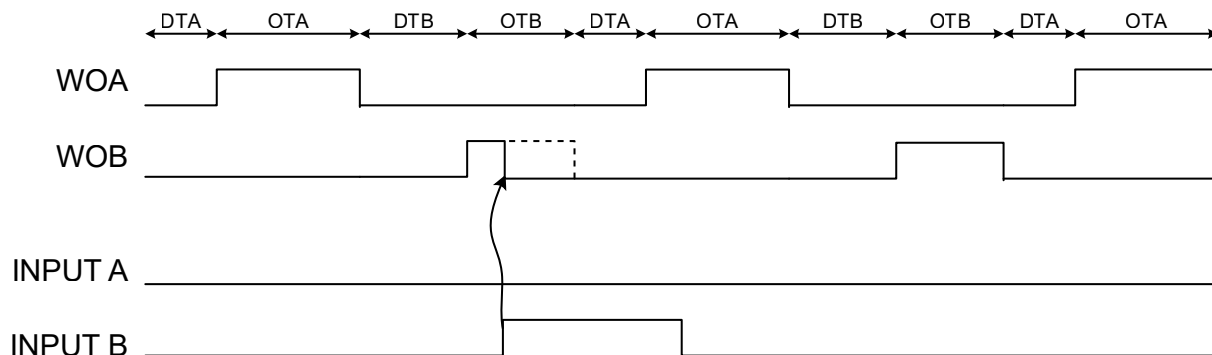 DTA OTA DTB OTB DTA OTA DTB OTB DTA OTA
WOA
WOB
INPUT A
INPUT B